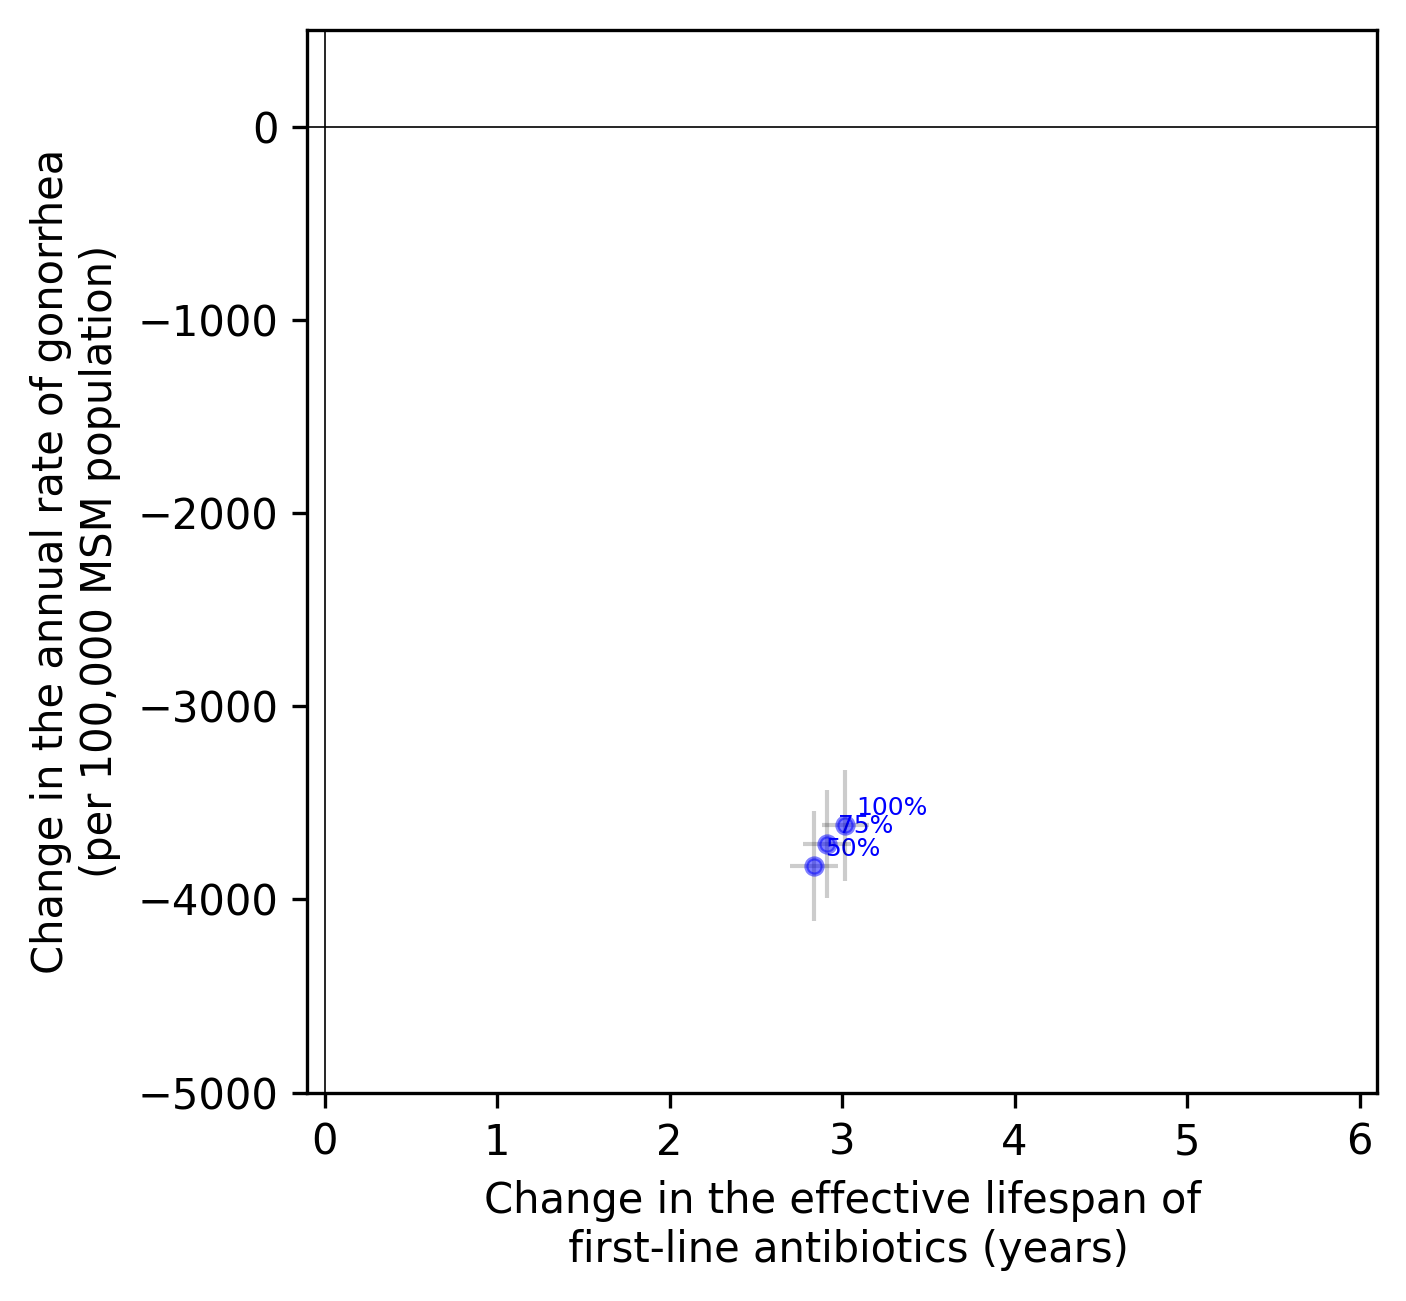 Change in the annual rate of gonorrhea
(per 100,000 MSM population)
0
−1000
−2000
−3000
−4000
−5000
100%
75%
50%
0 1 2 3 4 5 6
Change in the effective lifespan of
first-line antibiotics (years)